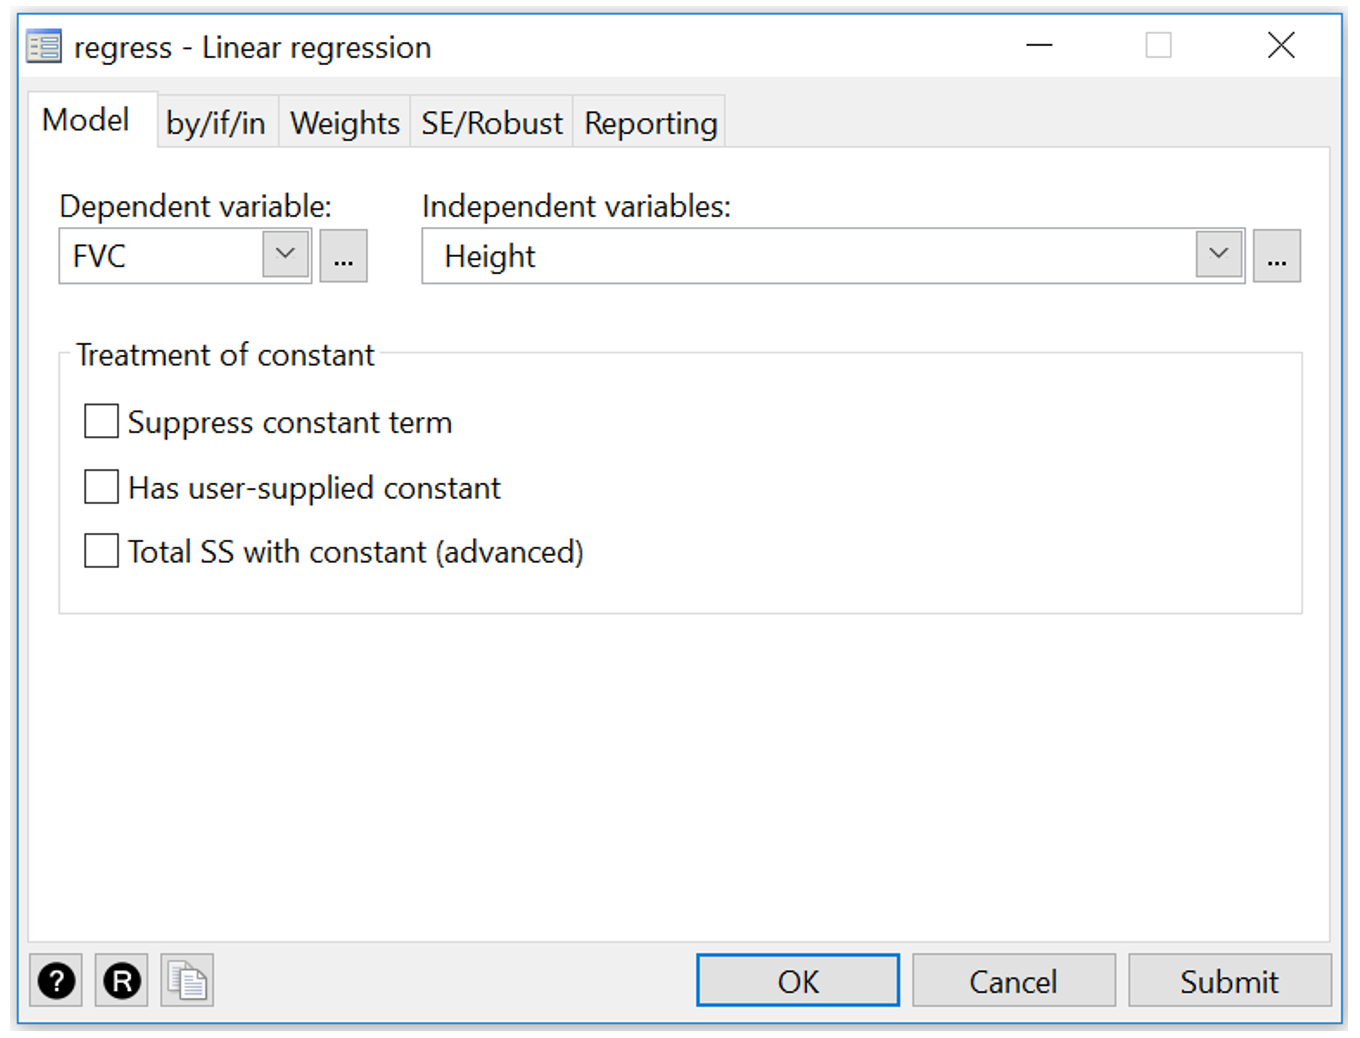 regress - Linear regression
Model by/if/in Weights SE/Robust Reporting
Dependent variable: Independent variables:
FVC ... Height ...
Treatment of constant
Suppress constant term
Has user-supplied constant
Total SS with constant (advanced)
? R OK Cancel Submit